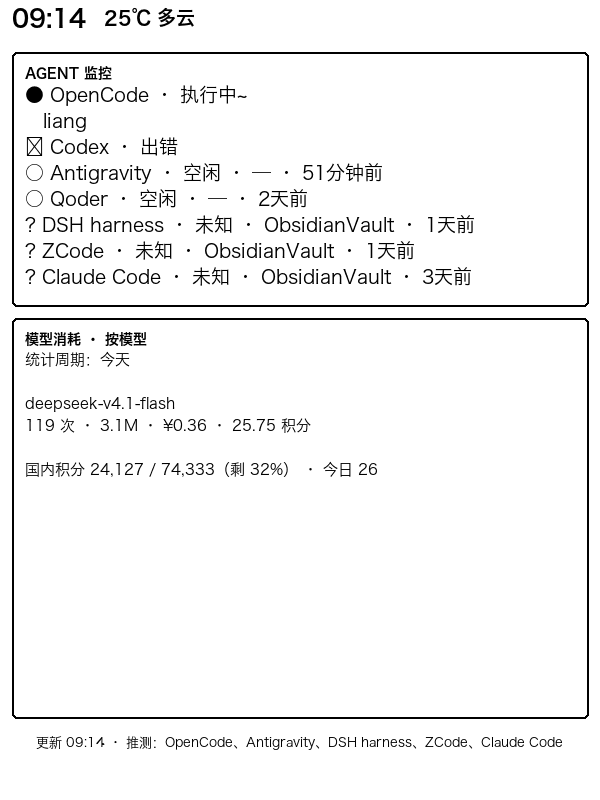 09:14 25℃ 多云
AGENT 监控
● OpenCode · 执行中~
liang
☒ Codex · 出错
○ Antigravity · 空闲 · — · 51分钟前
○ Qoder · 空闲 · — · 2天前
? DSH harness · 未知 · ObsidianVault · 1天前
? ZCode · 未知 · ObsidianVault · 1天前
? Claude Code · 未知 · ObsidianVault · 3天前
模型消耗 · 按模型
统计周期：今天
deepseek-v4.1-flash
119 次 · 3.1M · ¥0.36 · 25.75 积分
国内积分 24,127 / 74,333（剩 32%） · 今日 26
更新 09:14 · 推测：OpenCode、Antigravity、DSH harness、ZCode、Claude Code